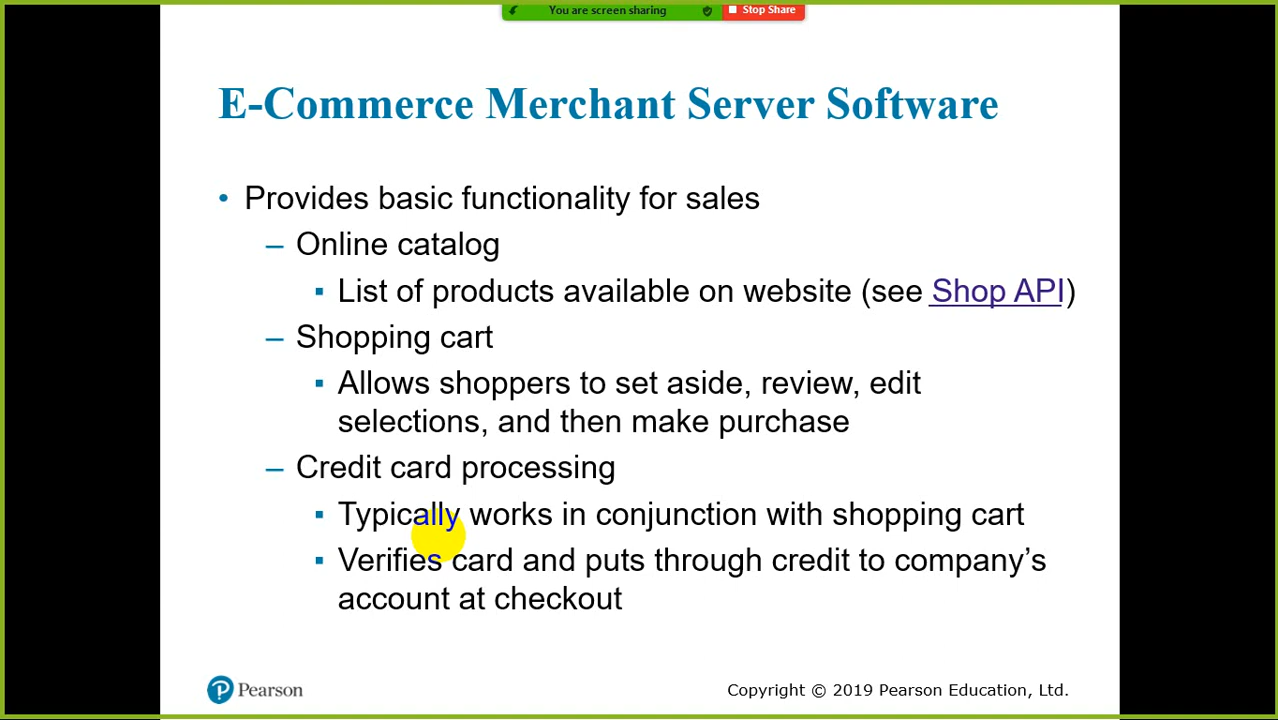 You are screen sharing Stop Share
E-Commerce Merchant Server Software
• Provides basic functionality for sales
– Online catalog
▪ List of products available on website (see Shop API)
– Shopping cart
▪ Allows shoppers to set aside, review, edit
selections, and then make purchase
– Credit card processing
▪ Typically works in conjunction with shopping cart
▪ Verifies card and puts through credit to company’s
account at checkout
Pearson
Copyright © 2019 Pearson Education, Ltd.